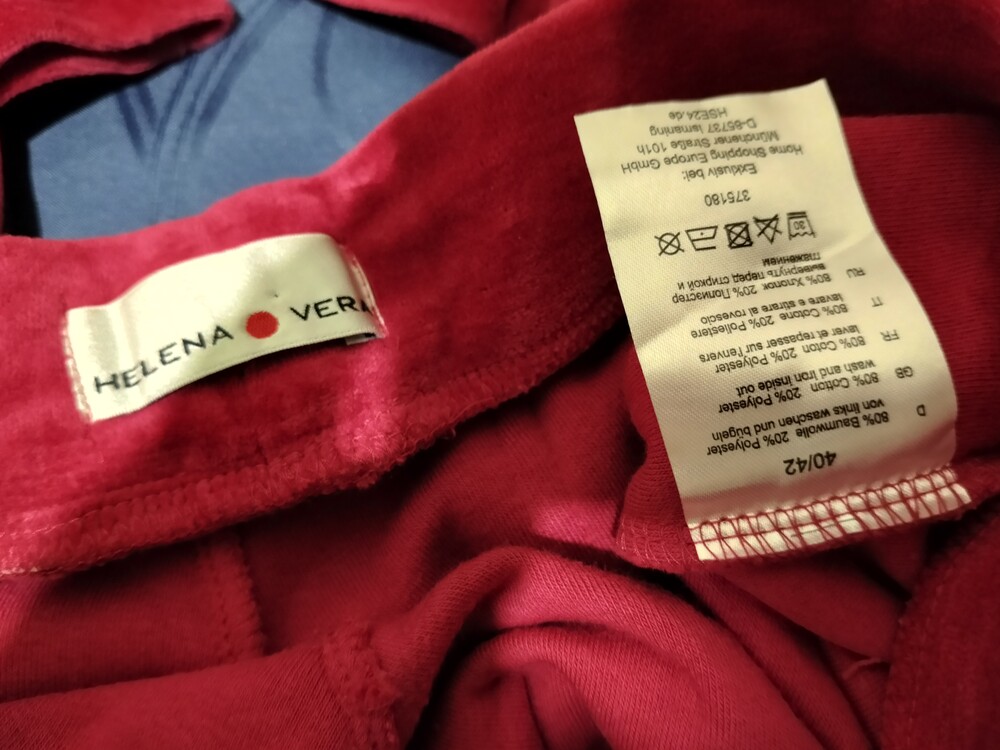 HELENA VERA
40/42
D
80% Baumwolle 20% Polyester
von links waschen und bügeln
GB
80% Cotton 20% Polyester
wash and iron inside out
FR
80% Coton 20% Polyester
laver et repasser sur l'envers
IT
80% Cotone 20% Poliestere
lavare e stirare al rovescio
RU
80% Хлопок 20% Полиэстер
вывернуть перед стиркой и
глажением
30
375180
Exklusiv bei:
Home Shopping Europe GmbH
Münchener Straße 101h
D-85737 Ismaning
HSE24.de